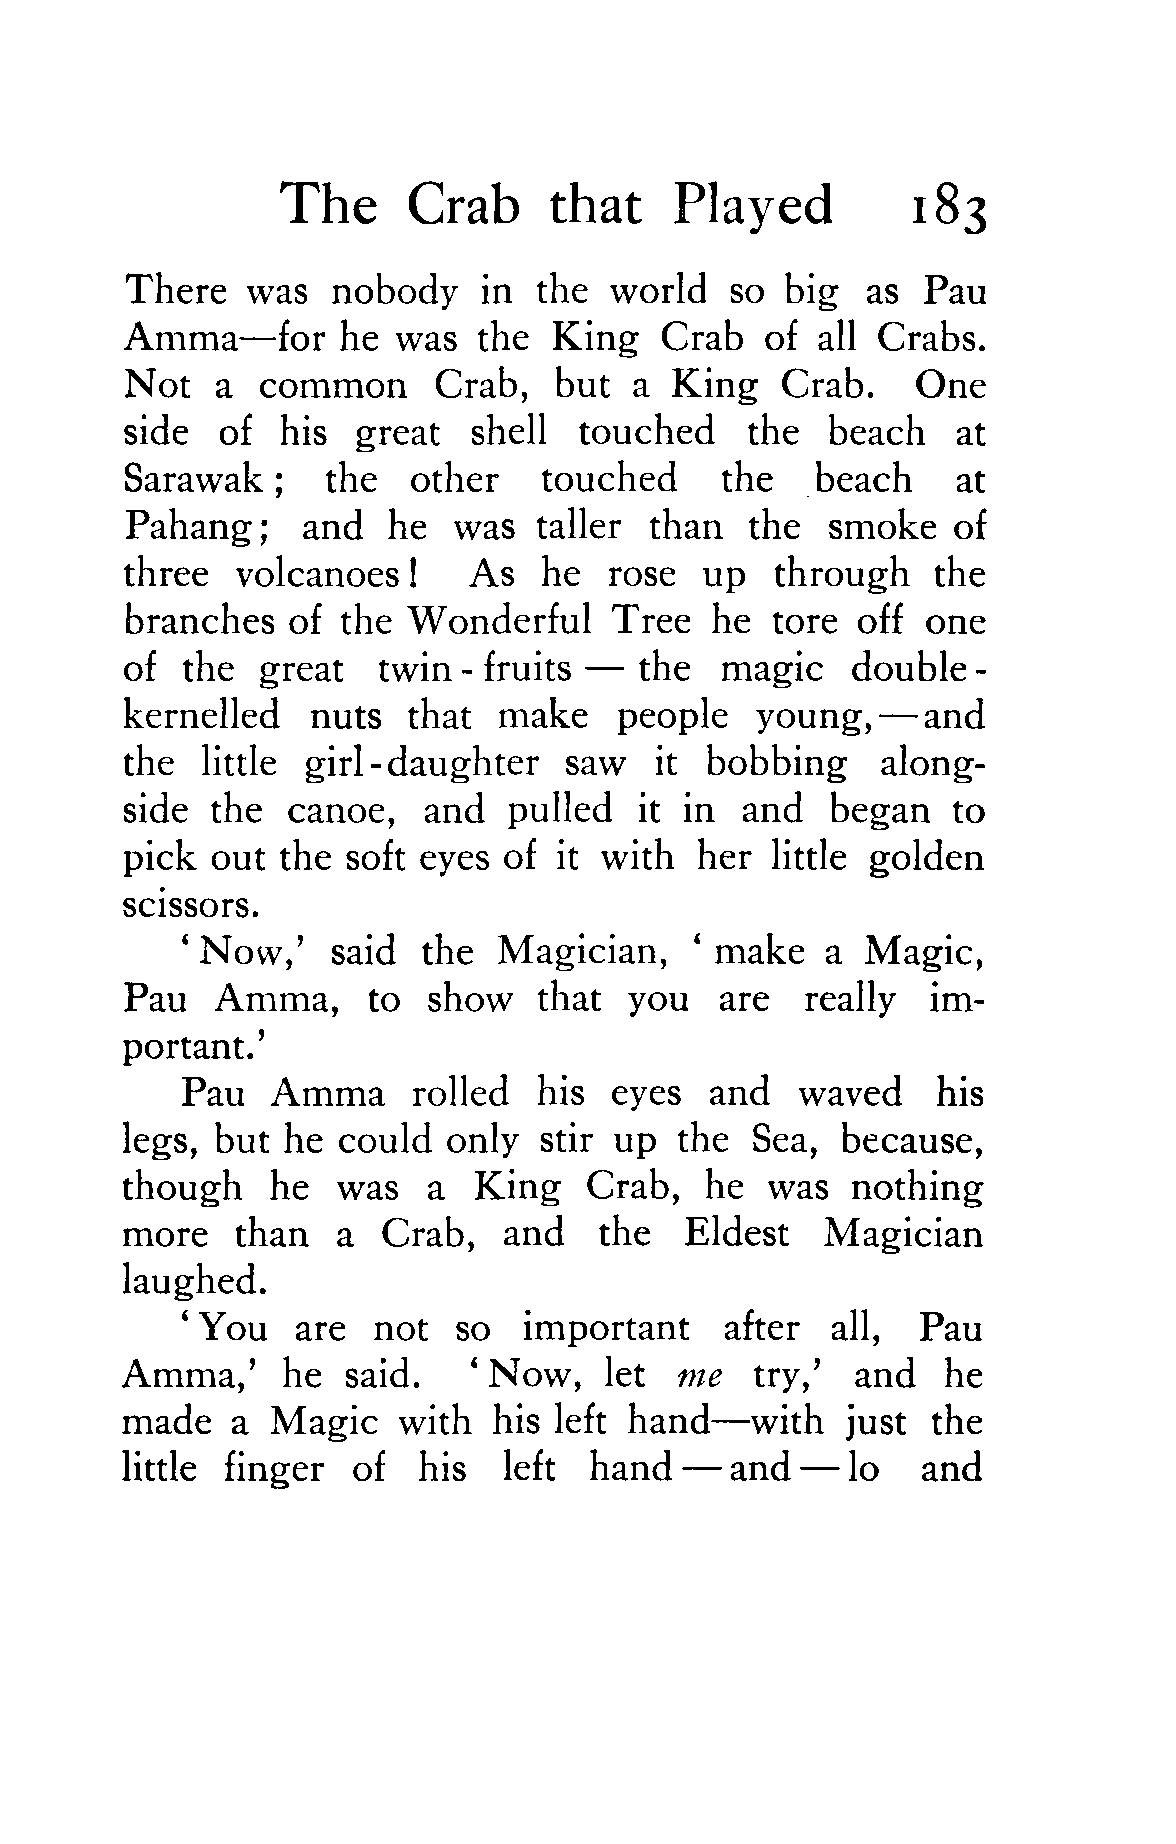 The Crab that Played 183
There was nobody in the world so big as Pau
Amma—for he was the King Crab of all Crabs.
Not a common Crab, but a King Crab. One
side of his great shell touched the beach at
Sarawak ; the other touched the beach at
Pahang ; and he was taller than the smoke of
three volcanoes ! As he rose up through the
branches of the Wonderful Tree he tore off one
of the great twin-fruits — the magic double-
kernelled nuts that make people young,—and
the little girl-daughter saw it bobbing along-
side the canoe, and pulled it in and began to
pick out the soft eyes of it with her little golden
scissors.
‘ Now,’ said the Magician, ‘ make a Magic,
Pau Amma, to show that you are really im-
portant.’
Pau Amma rolled his eyes and waved his
legs, but he could only stir up the Sea, because,
though he was a King Crab, he was nothing
more than a Crab, and the Eldest Magician
laughed.
‘ You are not so important after all, Pau
Amma,’ he said. ‘ Now, let me try,’ and he
made a Magic with his left hand—with just the
little finger of his left hand — and — lo and